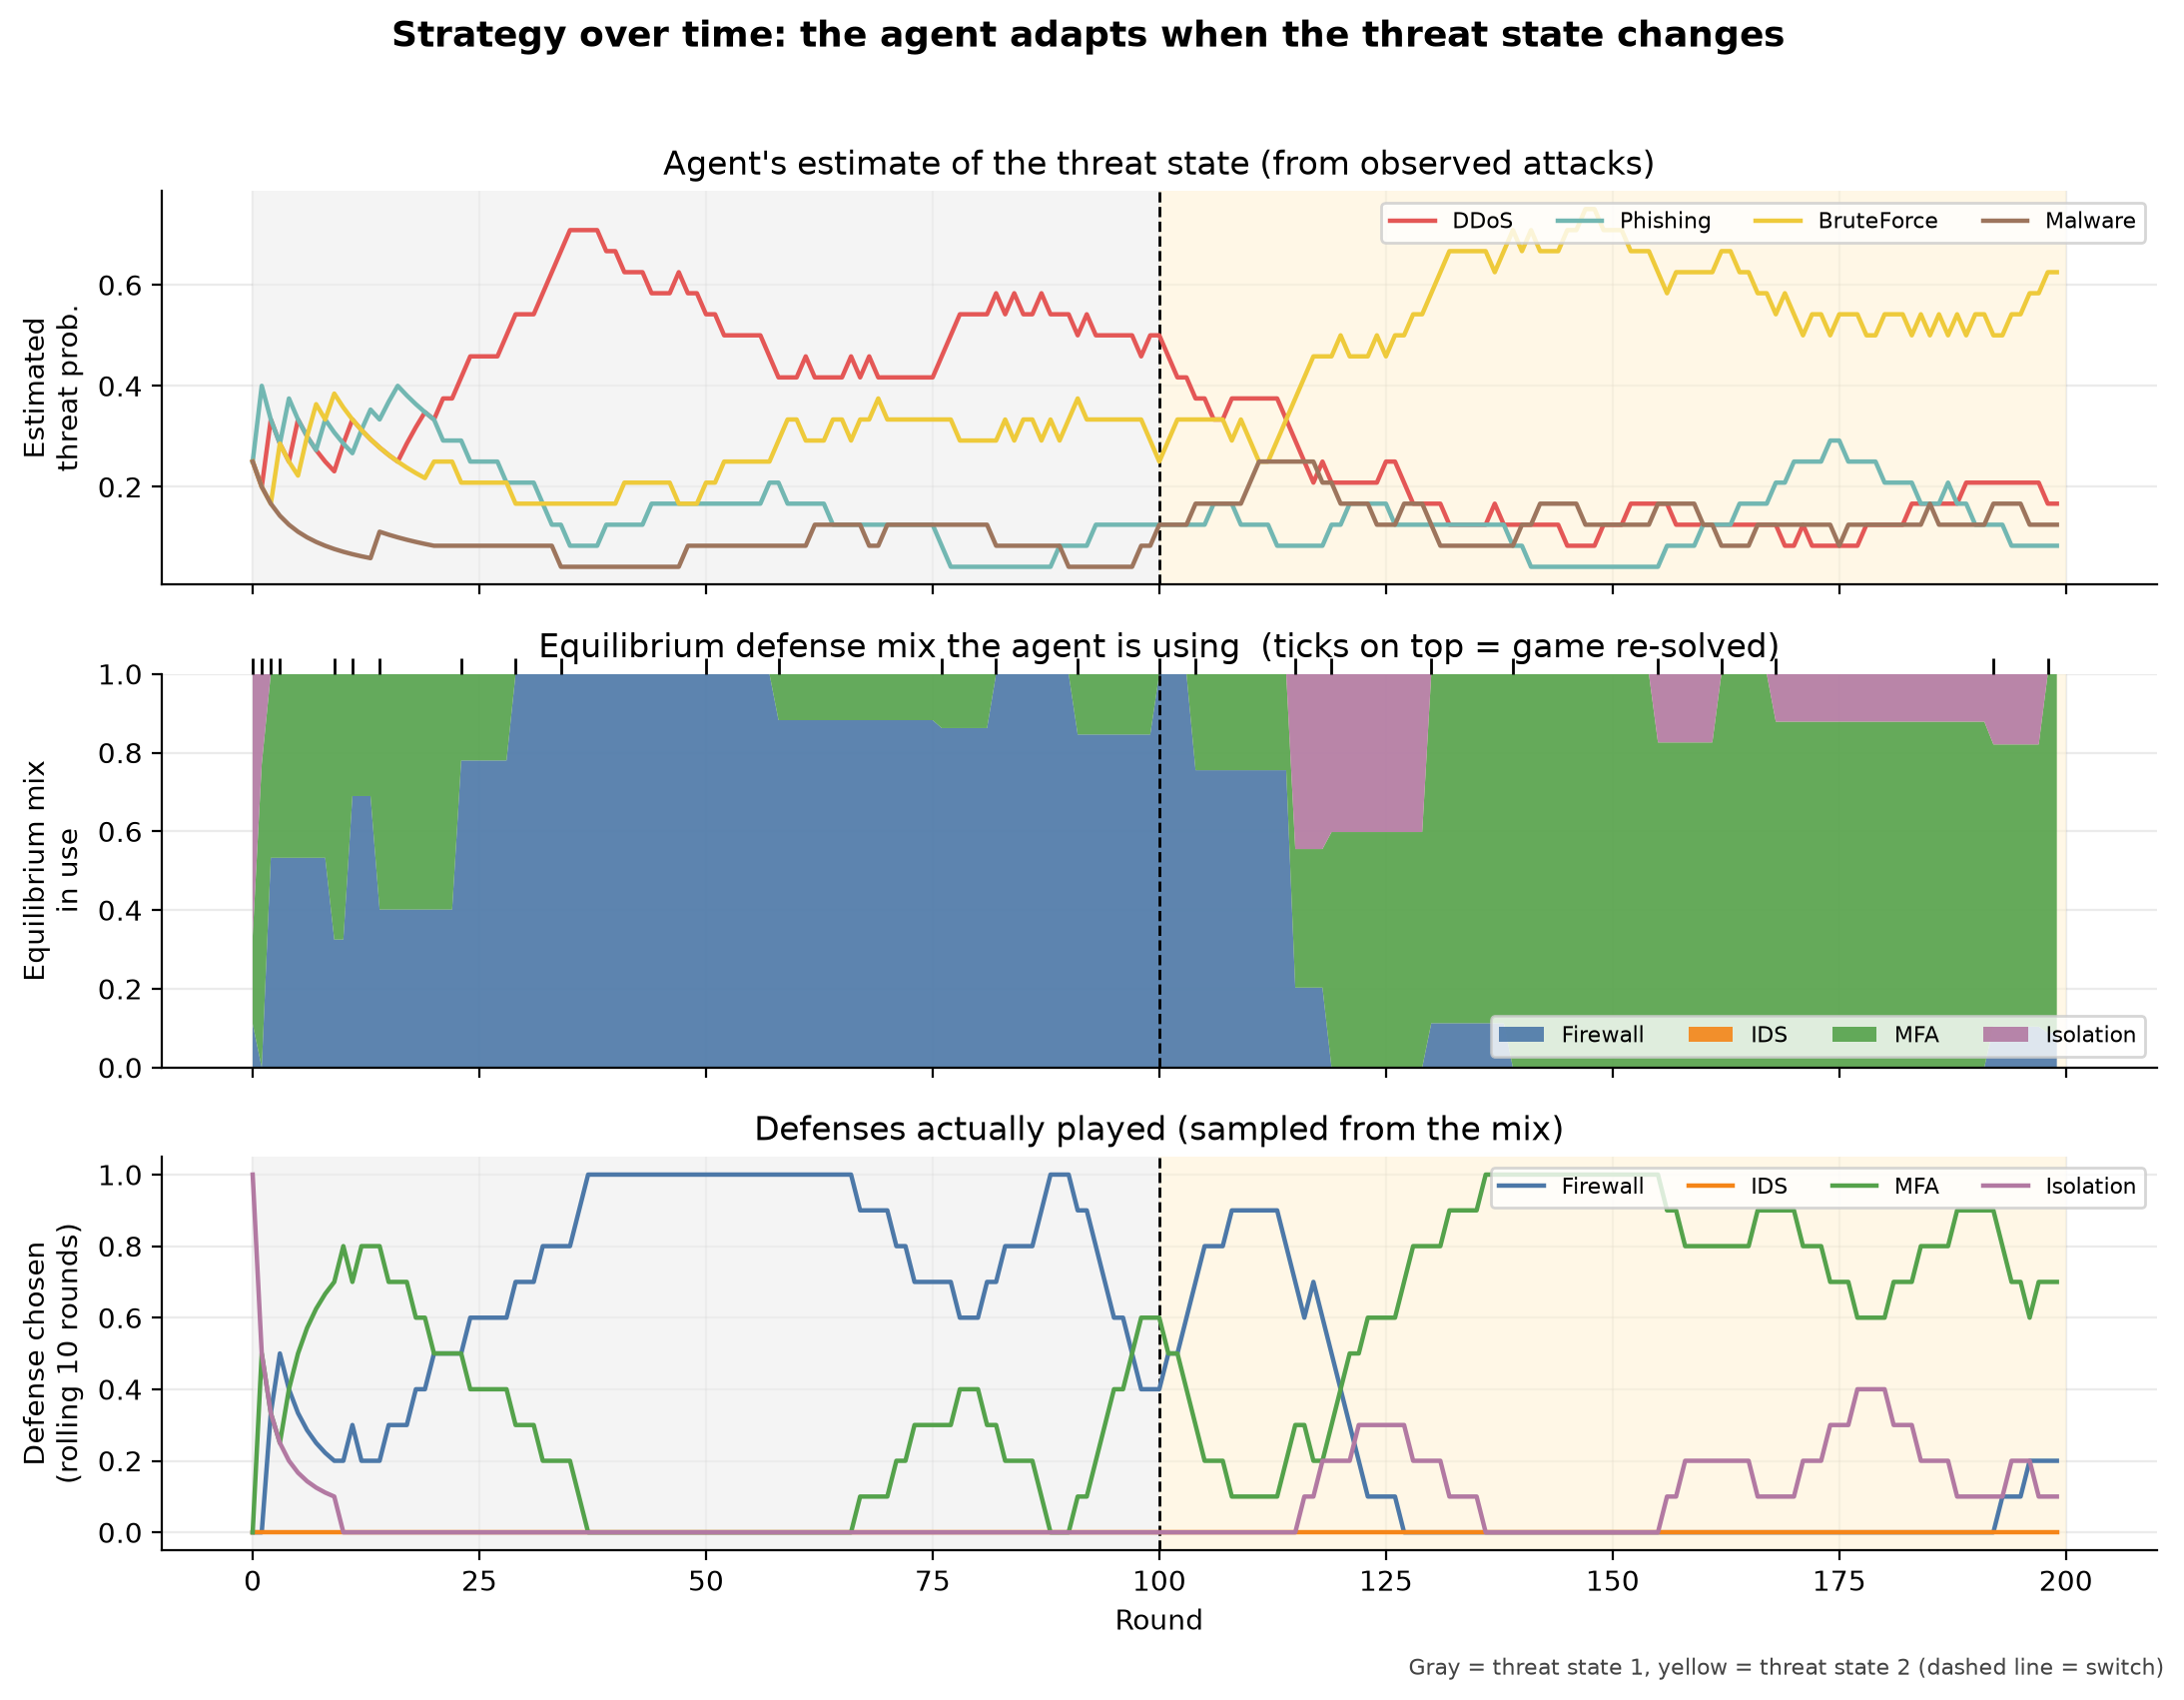 Strategy over time: the agent adapts when the threat state changes
Agent's estimate of the threat state (from observed attacks)
Estimated
threat prob.
0.6
0.4
0.2
DDoS Phishing BruteForce Malware
Equilibrium defense mix the agent is using (ticks on top = game re-solved)
Equilibrium mix
in use
1.0
0.8
0.6
0.4
0.2
0.0
Firewall IDS MFA Isolation
Defenses actually played (sampled from the mix)
Defense chosen
(rolling 10 rounds)
1.0
0.8
0.6
0.4
0.2
0.0
Firewall IDS MFA Isolation
0 25 50 75 100 125 150 175 200
Round
Gray = threat state 1, yellow = threat state 2 (dashed line = switch)